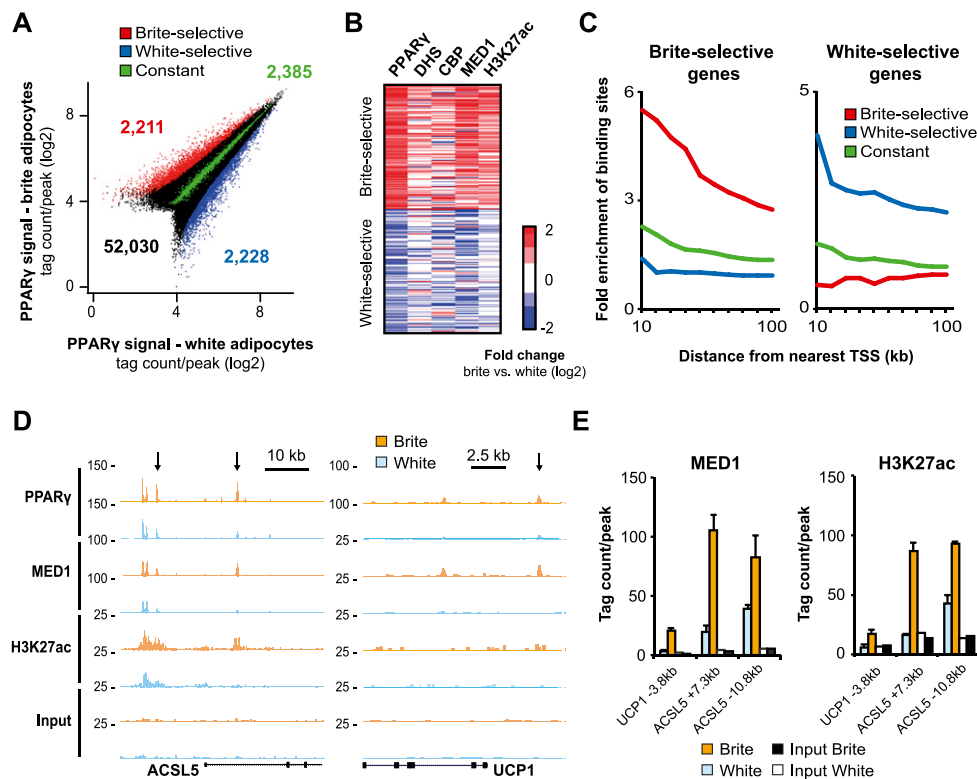 A
Brite-selective
White-selective
Constant
2,385
2,211
52,030
2,228
PPARγ signal - brite adipocytes
tag count/peak (log2)
8
4
0
0
4
8
PPARγ signal - white adipocytes
tag count/peak (log2)
B
PPARγ
DHS
CBP
MED1
H3K27ac
Brite-selective
White-selective
2
0
-2
Fold change
brite vs. white (log2)
C
Brite-selective
genes
White-selective
genes
Fold enrichment of binding sites
6
3
0
10
100
5
0
10
100
Brite-selective
White-selective
Constant
Distance from nearest TSS (kb)
D
Brite
White
10 kb
2.5 kb
PPARγ
MED1
H3K27ac
Input
150
150
100
100
25
25
25
25
100
100
25
25
25
25
25
25
ACSL5
UCP1
E
MED1
H3K27ac
Tag count/peak
150
100
50
0
UCP1 -3.8kb
ACSL5 +7.3kb
ACSL5 -10.8kb
Tag count/peak
150
100
50
0
UCP1 -3.8kb
ACSL5 +7.3kb
ACSL5 -10.8kb
Brite
Input Brite
White
Input White